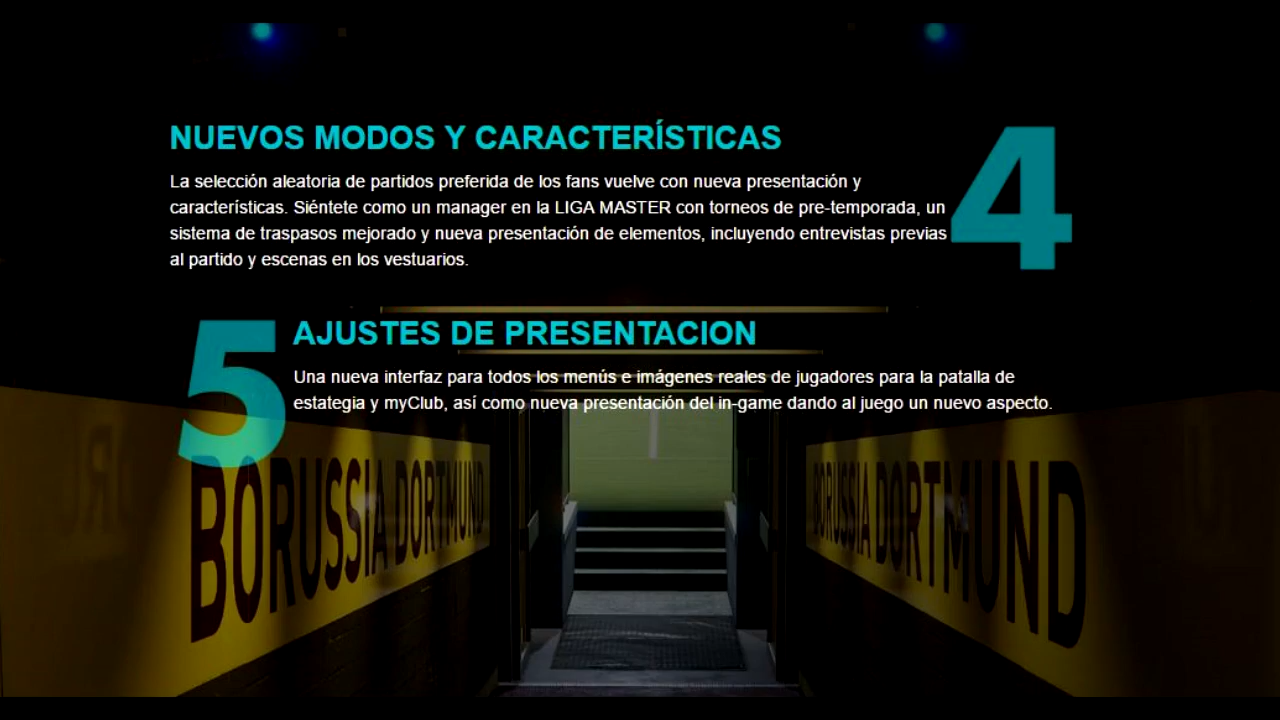 NUEVOS MODOS Y CARACTERÍSTICAS
4
La selección aleatoria de partidos preferida de los fans vuelve con nueva presentación y
características. Siéntete como un manager en la LIGA MASTER con torneos de pre-temporada, un
sistema de traspasos mejorado y nueva presentación de elementos, incluyendo entrevistas previas
al partido y escenas en los vestuarios.
5
AJUSTES DE PRESENTACION
Una nueva interfaz para todos los menús e imágenes reales de jugadores para la patalla de
estategia y myClub, así como nueva presentación del in-game dando al juego un nuevo aspecto.
BORUSSIA DORTMUND
BORUSSIA DORTMUND